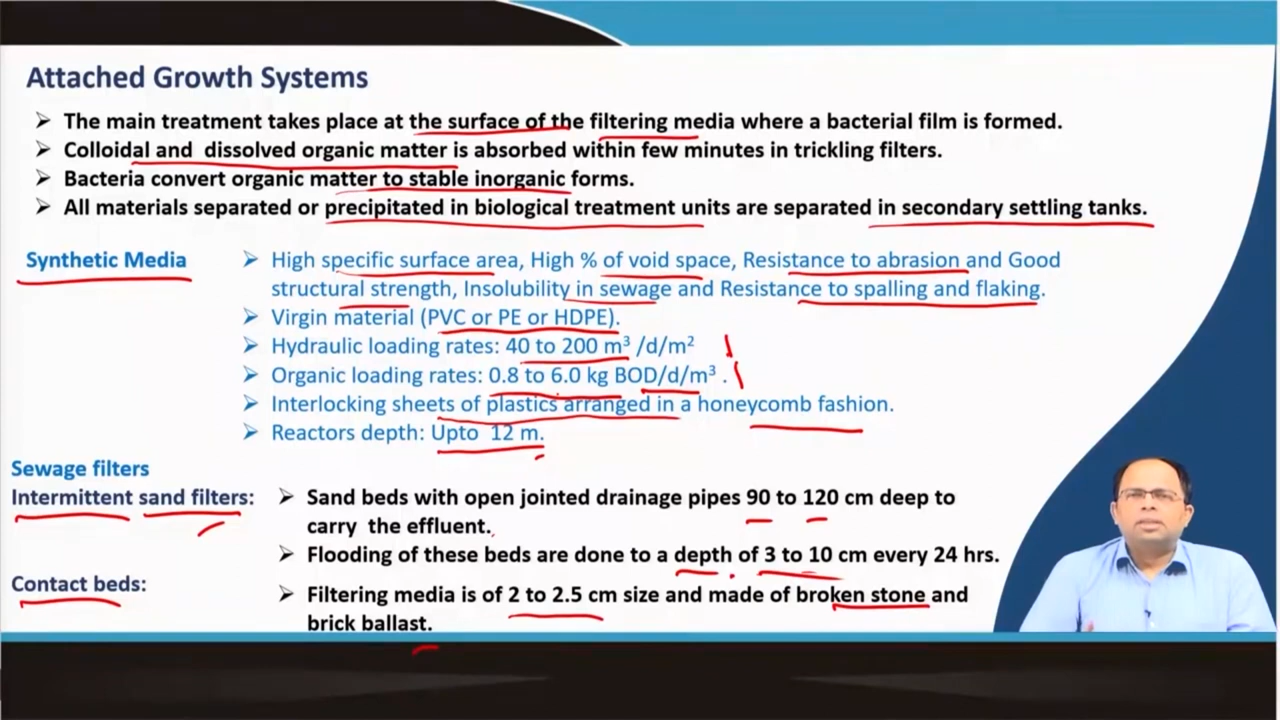 Attached Growth Systems
➢ The main treatment takes place at the surface of the filtering media where a bacterial film is formed.
➢ Colloidal and dissolved organic matter is absorbed within few minutes in trickling filters.
➢ Bacteria convert organic matter to stable inorganic forms.
➢ All materials separated or precipitated in biological treatment units are separated in secondary settling tanks.
Synthetic Media
➢ High specific surface area, High % of void space, Resistance to abrasion and Good
structural strength, Insolubility in sewage and Resistance to spalling and flaking.
➢ Virgin material (PVC or PE or HDPE).
➢ Hydraulic loading rates: 40 to 200 m³ /d/m²
➢ Organic loading rates: 0.8 to 6.0 kg BOD/d/m³ .
➢ Interlocking sheets of plastics arranged in a honeycomb fashion.
➢ Reactors depth: Upto 12 m.
Sewage filters
Intermittent sand filters:
➢ Sand beds with open jointed drainage pipes 90 to 120 cm deep to
carry the effluent.
➢ Flooding of these beds are done to a depth of 3 to 10 cm every 24 hrs.
Contact beds:
➢ Filtering media is of 2 to 2.5 cm size and made of broken stone and
brick ballast.